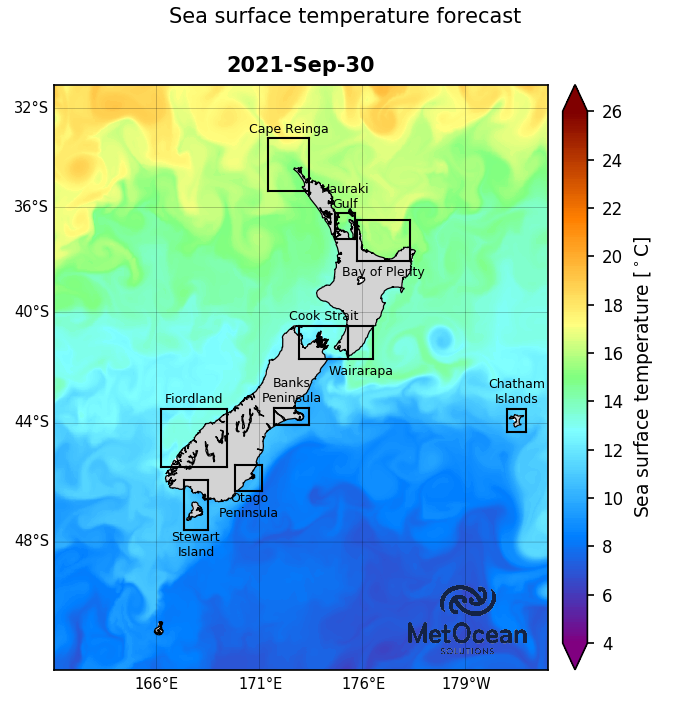 Sea surface temperature forecast
2021-Sep-30
32°S
36°S
40°S
44°S
48°S
Cape Reinga
Hauraki
Gulf
Bay of Plenty
Cook Strait
Wairarapa
Banks
Peninsula
Fiordland
Chatham
Islands
Otago
Peninsula
Stewart
Island
MetOcean
SOLUTIONS
166°E
171°E
176°E
179°W
26
24
22
20
18
16
14
12
10
8
6
4
Sea surface temperature [°C]